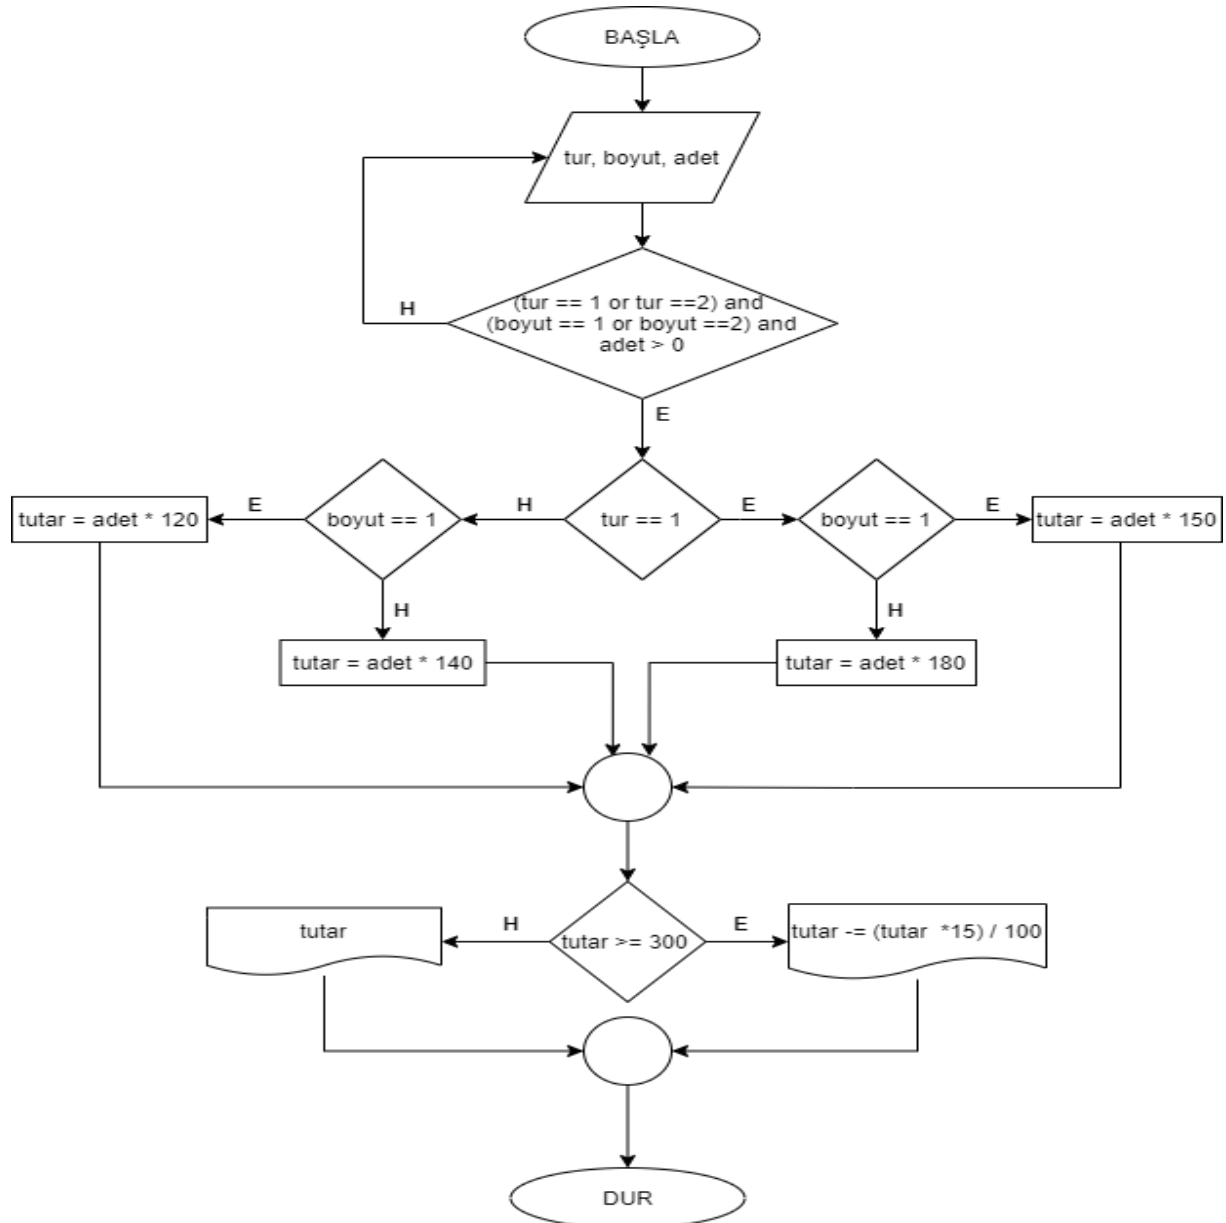 BAŞLA
tur, boyut, adet
(tur == 1 or tur ==2) and
(boyut == 1 or boyut ==2) and
adet > 0
H
E
tutar = adet * 120
E
boyut == 1
H
tur == 1
E
boyut == 1
E
tutar = adet * 150
H
H
tutar = adet * 140
tutar = adet * 180
tutar
H
tutar >= 300
E
tutar -= (tutar *15) / 100
DUR